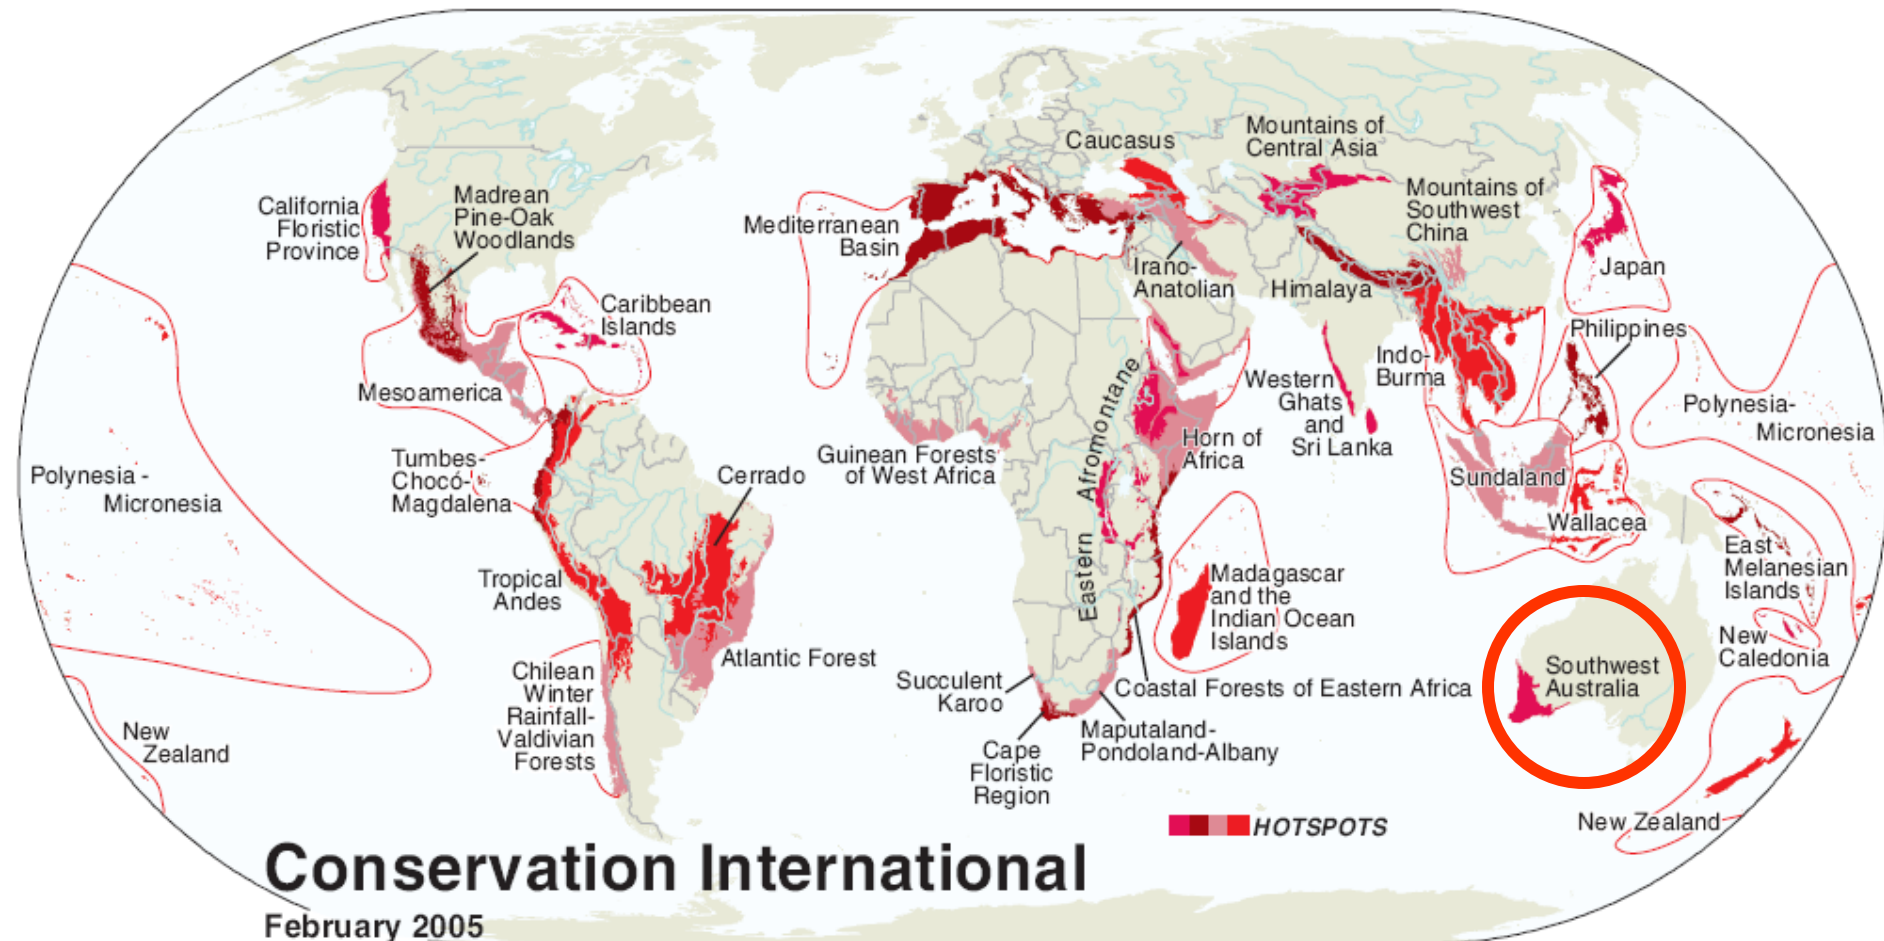 Caucasus
Mountains of
Central Asia
Mountains of
Southwest
China
California
Floristic
Province
Madrean
Pine-Oak
Woodlands
Mediterranean
Basin
Irano-
Anatolian
Himalaya
Japan
Caribbean
Islands
Philippines
Mesoamerica
Indo-
Burma
Western
Ghats
and
Sri Lanka
Polynesia-
Micronesia
Polynesia -
Micronesia
Tumbes-
Chocó-
Magdalena
Cerrado
Guinean Forests
of West Africa
Eastern Afromontane
Horn of
Africa
Sundaland
Wallacea
East
Melanesian
Islands
Tropical
Andes
Madagascar
and the
Indian Ocean
Islands
New
Caledonia
Atlantic Forest
Chilean
Winter
Rainfall-
Valdivian
Forests
Succulent
Karoo
Coastal Forests of Eastern Africa
Southwest
Australia
Maputaland-
Pondoland-Albany
Cape
Floristic
Region
New
Zealand
New Zealand
HOTSPOTS
Conservation International
February 2005